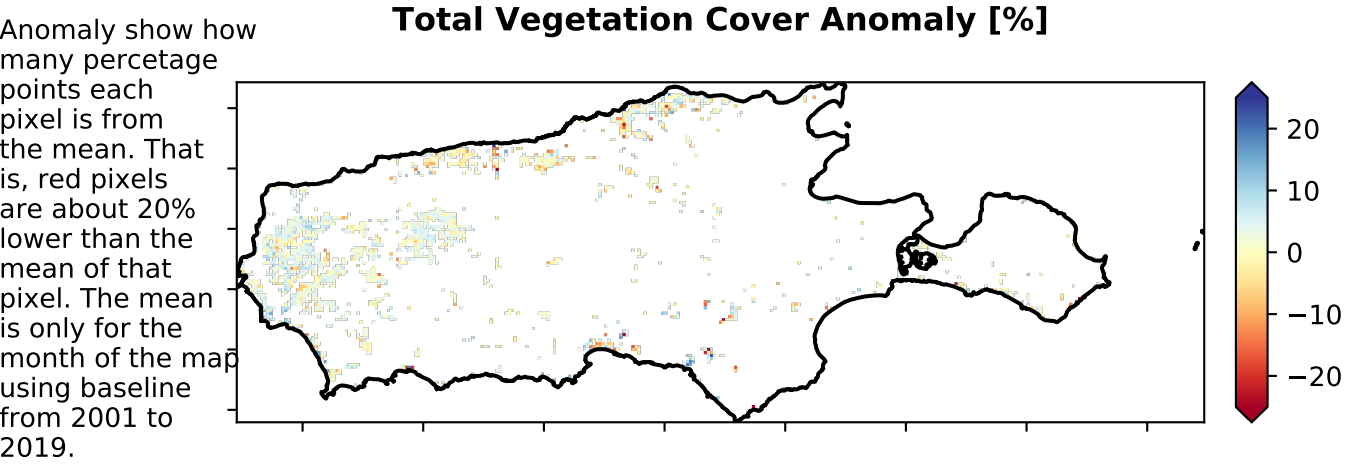 Total Vegetation Cover Anomaly [%]
Anomaly show how
many percetage
points each
pixel is from
the mean. That
is, red pixels
are about 20%
lower than the
mean of that
pixel. The mean
is only for the
month of the map
using baseline
from 2001 to
2019.
20
10
0
−10
−20